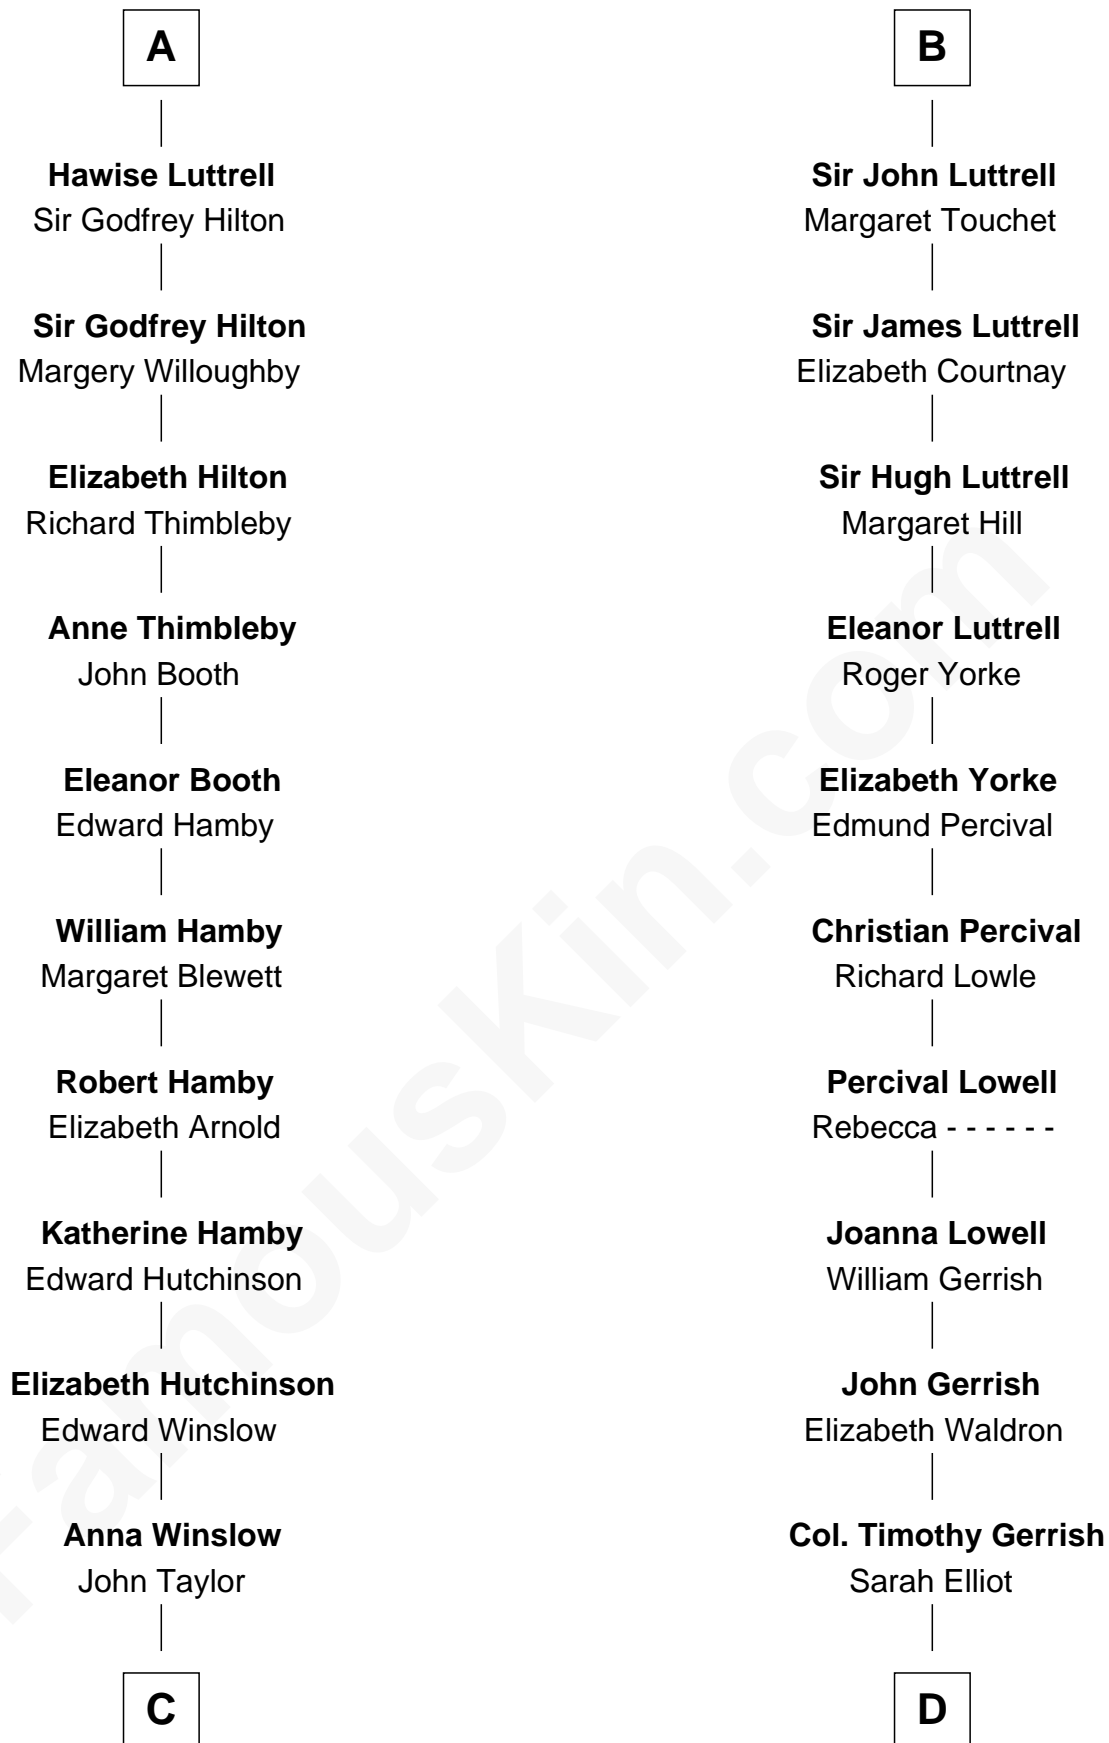 A
Hawise Luttrell
Sir Godfrey Hilton
Sir Godfrey Hilton
Margery Willoughby
Elizabeth Hilton
Richard Thimbleby
Anne Thimbleby
John Booth
Eleanor Booth
Edward Hamby
William Hamby
Margaret Blewett
Robert Hamby
Elizabeth Arnold
Katherine Hamby
Edward Hutchinson
Elizabeth Hutchinson
Edward Winslow
Anna Winslow
John Taylor
C
B
Sir John Luttrell
Margaret Touchet
Sir James Luttrell
Elizabeth Courtnay
Sir Hugh Luttrell
Margaret Hill
Eleanor Luttrell
Roger Yorke
Elizabeth Yorke
Edmund Percival
Christian Percival
Richard Lowle
Percival Lowell
Rebecca - - - - - -
Joanna Lowell
William Gerrish
John Gerrish
Elizabeth Waldron
Col. Timothy Gerrish
Sarah Elliot
D
FamousKin.com